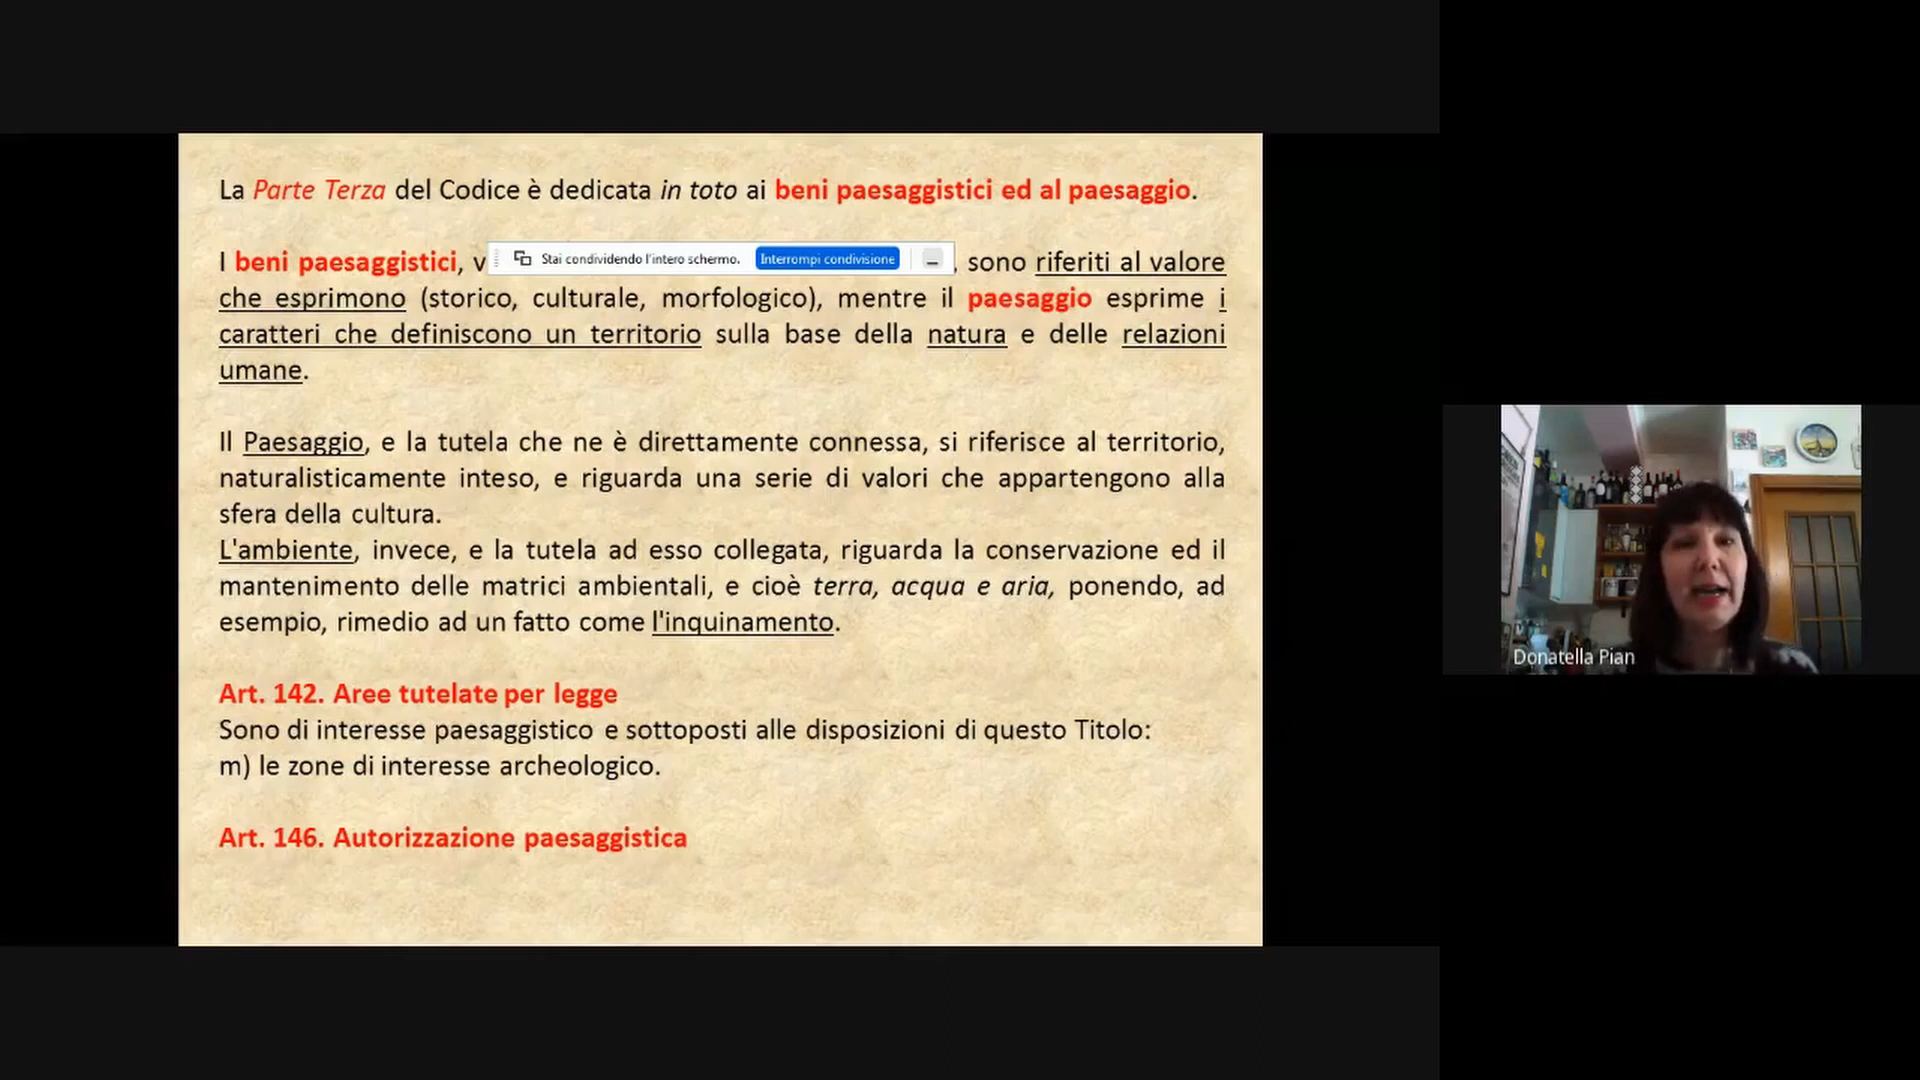 La Parte Terza del Codice è dedicata in toto ai beni paesaggistici ed al paesaggio.
I beni paesaggistici, v
Stai condividendo l'intero schermo. Interrompi condivisione
, sono riferiti al valore
che esprimono (storico, culturale, morfologico), mentre il paesaggio esprime i
caratteri che definiscono un territorio sulla base della natura e delle relazioni
umane.
Il Paesaggio, e la tutela che ne è direttamente connessa, si riferisce al territorio,
naturalisticamente inteso, e riguarda una serie di valori che appartengono alla
sfera della cultura.
L'ambiente, invece, e la tutela ad esso collegata, riguarda la conservazione ed il
mantenimento delle matrici ambientali, e cioè terra, acqua e aria, ponendo, ad
esempio, rimedio ad un fatto come l'inquinamento.
Art. 142. Aree tutelate per legge
Sono di interesse paesaggistico e sottoposti alle disposizioni di questo Titolo:
m) le zone di interesse archeologico.
Art. 146. Autorizzazione paesaggistica
Donatella Pian